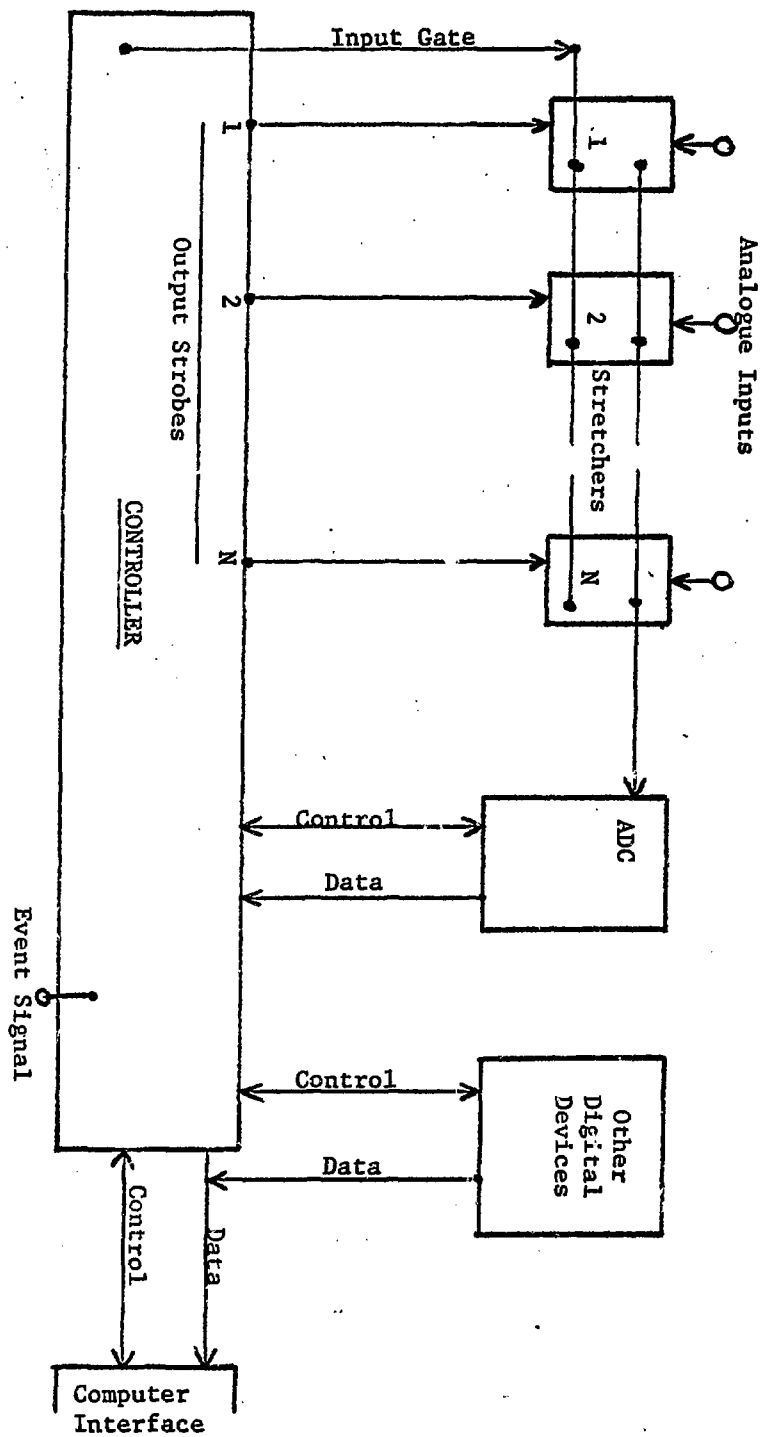 Input Gate
Analogue Inputs
1
2
N
Stretchers
1
2
N
Output Strobes
CONTROLLER
ADC
Control
Data
Event Signal
Other
Digital
Devices
Control
Data
Control
Data
Computer
Interface